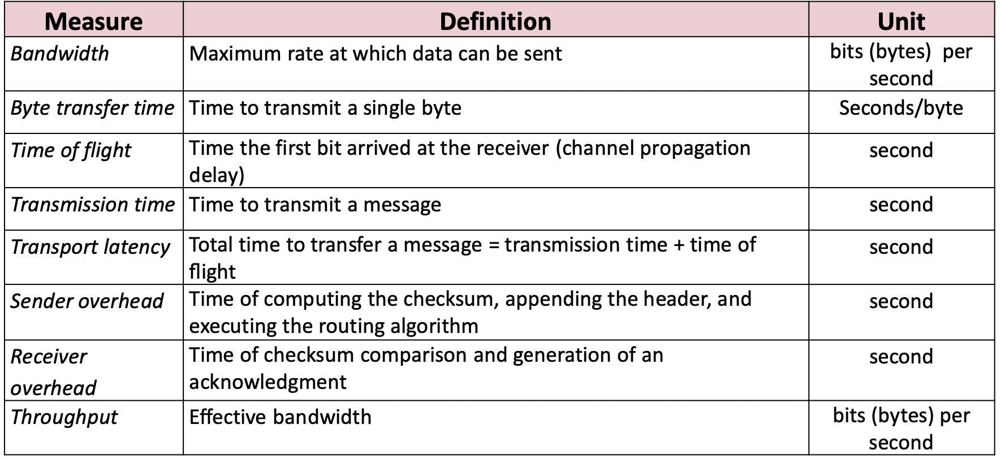 Measure Definition Unit
Bandwidth Maximum rate at which data can be sent bits (bytes) per
second
Byte transfer time Time to transmit a single byte Seconds/byte
Time of flight Time the first bit arrived at the receiver (channel propagation second
delay)
Transmission time Time to transmit a message second
Transport latency Total time to transfer a message = transmission time + time of second
flight
Sender overhead Time of computing the checksum, appending the header, and second
executing the routing algorithm
Receiver Time of checksum comparison and generation of an second
overhead acknowledgment
Throughput Effective bandwidth bits (bytes) per
second